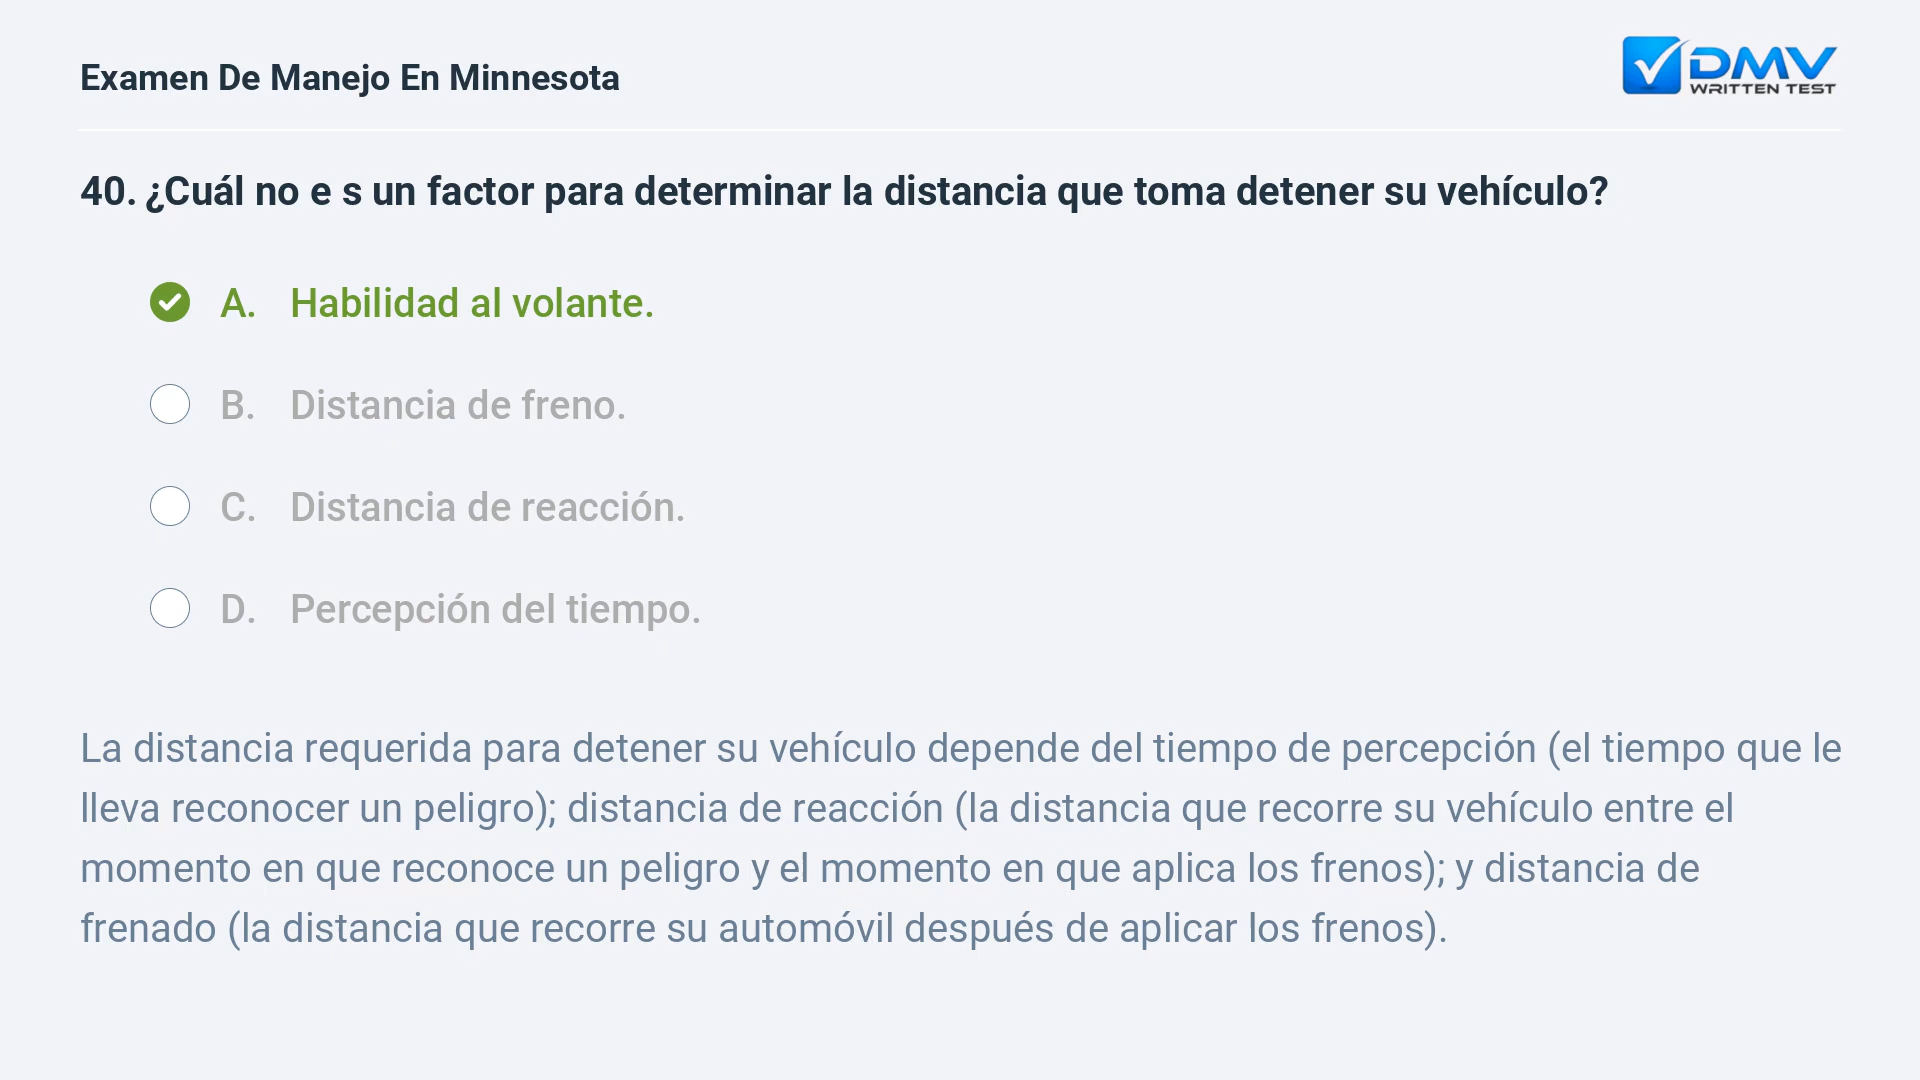 Examen De Manejo En Minnesota
DMV
WRITTEN TEST
40. ¿Cuál no e s un factor para determinar la distancia que toma detener su vehículo?
A. Habilidad al volante.
B. Distancia de freno.
C. Distancia de reacción.
D. Percepción del tiempo.
La distancia requerida para detener su vehículo depende del tiempo de percepción (el tiempo que le
lleva reconocer un peligro); distancia de reacción (la distancia que recorre su vehículo entre el
momento en que reconoce un peligro y el momento en que aplica los frenos); y distancia de
frenado (la distancia que recorre su automóvil después de aplicar los frenos).